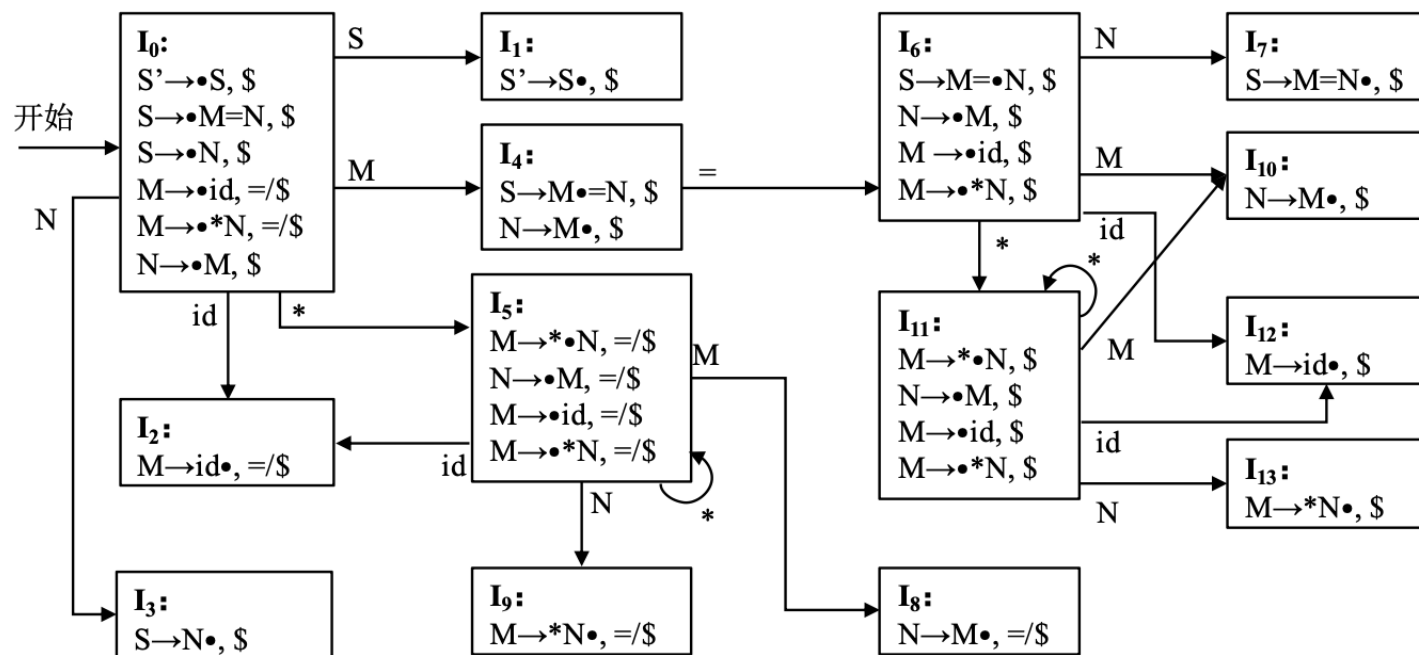 开始
I₀:
S’→•S, $
S→•M=N, $
S→•N, $
M→•id, =/$
M→•*N, =/$
N→•M, $
S
I₁:
S’→S•, $
M
I₄:
S→M•=N, $
N→M•, $
=
I₆:
S→M=•N, $
N→•M, $
M →•id, $
M→•*N, $
N
I₇:
S→M=N•, $
M
I₁₀:
N→M•, $
id
*
*
N
id
*
I₅:
M→*•N, =/$
N→•M, =/$
M→•id, =/$
M→•*N, =/$
M
I₁₁:
M→*•N, $
N→•M, $
M→•id, $
M→•*N, $
M
I₁₂:
M→id•, $
id
I₂:
M→id•, =/$
id
N
*
N
I₁₃:
M→*N•, $
I₃:
S→N•, $
I₉:
M→*N•, =/$
I₈:
N→M•, =/$